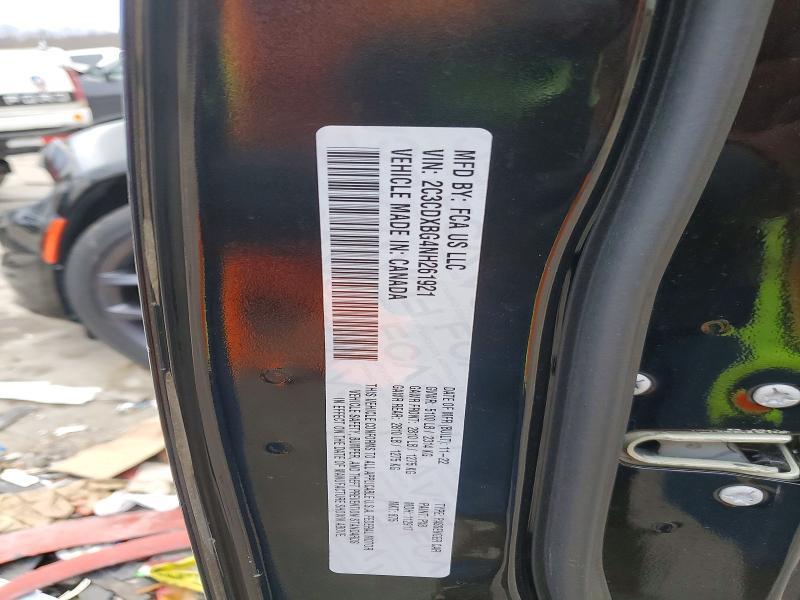 MFD BY: FCA US LLC
VIN: 2C3CDXBG4NH261921
VEHICLE MADE IN: CANADA
DATE OF MFR (BUILT): 11-22
GVWR: 5100 LB / 2314 KG
GAWR FRONT: 2810 LB / 1275 KG
GAWR REAR: 2810 LB / 1275 KG
TYPE: PASSENGER CAR
PAINT: PX8
THIS VEHICLE CONFORMS TO ALL APPLICABLE U.S.A. FEDERAL MOTOR
VEHICLE SAFETY, BUMPER, AND THEFT PREVENTION STANDARDS
IN EFFECT ON THE DATE OF MANUFACTURE SHOWN ABOVE.